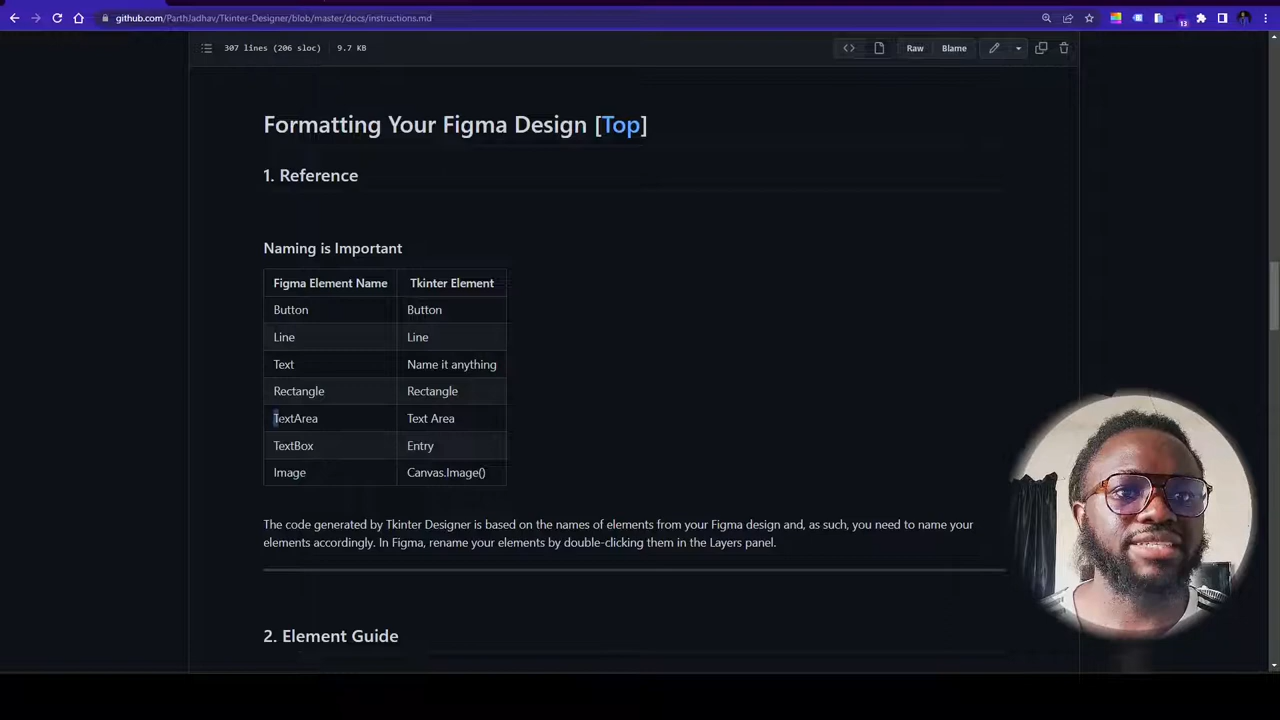 github.com/ParthJadhav/Tkinter-Designer/blob/master/docs/instructions.md
13
307 lines (206 sloc) 9.7 KB
Raw Blame
Formatting Your Figma Design [Top]
1. Reference
Naming is Important
Figma Element Name Tkinter Element
Button Button
Line Line
Text Name it anything
Rectangle Rectangle
TextArea Text Area
TextBox Entry
Image Canvas.Image()
The code generated by Tkinter Designer is based on the names of elements from your Figma design and, as such, you need to name your
elements accordingly. In Figma, rename your elements by double-clicking them in the Layers panel.
2. Element Guide